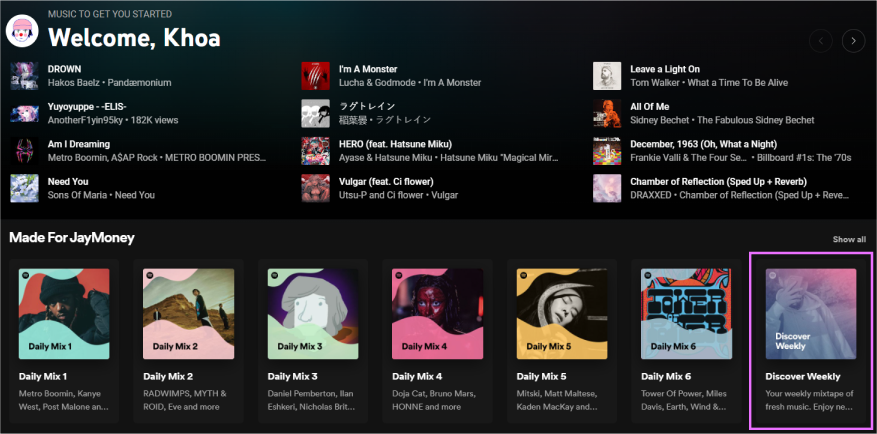 MUSIC TO GET YOU STARTED
Welcome, Khoa
DROWN
Hakos Baelz • Pandæmonium
I'm A Monster
Lucha & Godmode • I'm A Monster
Leave a Light On
Tom Walker • What a Time To Be Alive
Yuyoyuppe - -ELIS-
AnotherF1yin95ky • 182K views
ラグトレイン
稲葉曇 • ラグトレイン
All Of Me
Sidney Bechet • The Fabulous Sidney Bechet
Am I Dreaming
Metro Boomin, A$AP Rock • METRO BOOMIN PRES...
HERO (feat. Hatsune Miku)
Ayase & Hatsune Miku • Hatsune Miku "Magical Mir...
December, 1963 (Oh, What a Night)
Frankie Valli & The Four Se... • Billboard #1s: The '70s
Need You
Sons Of Maria • Need You
Vulgar (feat. Ci flower)
Utsu-P and Ci flower • Vulgar
Chamber of Reflection (Sped Up + Reverb)
DRAXXED • Chamber of Reflection (Sped Up + Reve...
Made For JayMoney
Show all
Daily Mix 1
Daily Mix 2
Daily Mix 3
Daily Mix 4
Daily Mix 5
Daily Mix 6
Discover
Weekly
Daily Mix 1
Metro Boomin, Kanye
West, Post Malone an...
Daily Mix 2
RADWIMPS, MYTH &
ROID, Eve and more
Daily Mix 3
Daniel Pemberton, Ilan
Eshkeri, Nicholas Brit...
Daily Mix 4
Doja Cat, Bruno Mars,
HONNE and more
Daily Mix 5
Mitski, Matt Maltese,
Kaden MacKay and...
Daily Mix 6
Tower Of Power, Miles
Davis, Earth, Wind &...
Discover Weekly
Your weekly mixtape of
fresh music. Enjoy ne...